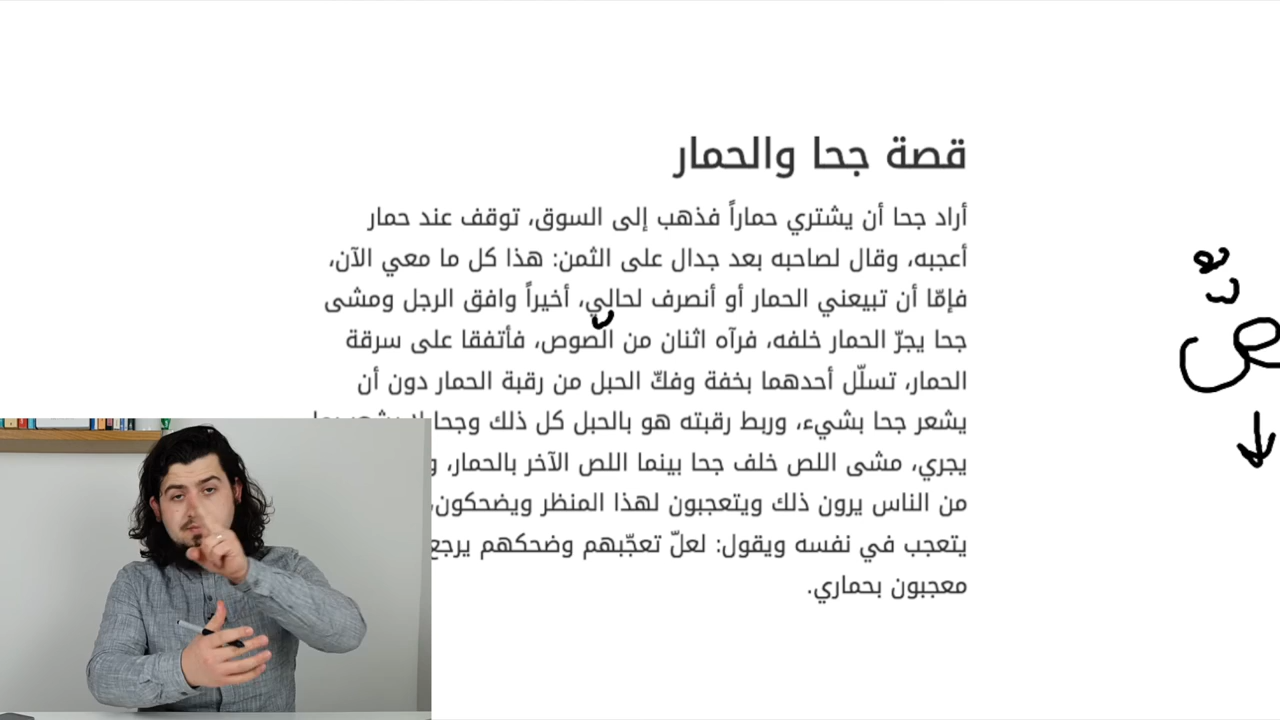 قصة جحا والحمار
أراد جحا أن يشتري حماراً فذهب إلى السوق، توقف عند حمار
أعجبه، وقال لصاحبه بعد جدال على الثمن: هذا كل ما معي الآن،
فإمّا أن تبيعني الحمار أو أنصرف لحالي، أخيراً وافق الرجل ومشى
جحا يجرّ الحمار خلفه، فرآه اثنان من الصوص، فأتفقا على سرقة
الحمار، تسلّل أحدهما بخفة وفكّ الحبل من رقبة الحمار دون أن
يشعر جحا بشيء، وربط رقبته هو بالحبل كل ذلك وجحا
يجري، مشى اللص خلف جحا بينما اللص الآخر بالحمار،
من الناس يرون ذلك ويتعجبون لهذا المنظر ويضحكون،
يتعجب في نفسه ويقول: لعلّ تعجّبهم وضحكهم يرجع
معجبون بحماري.